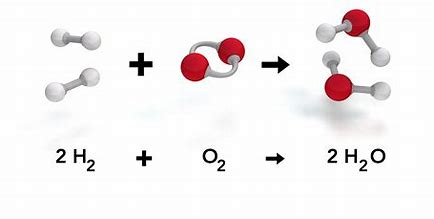 2 H₂ + O₂ → 2 H₂O